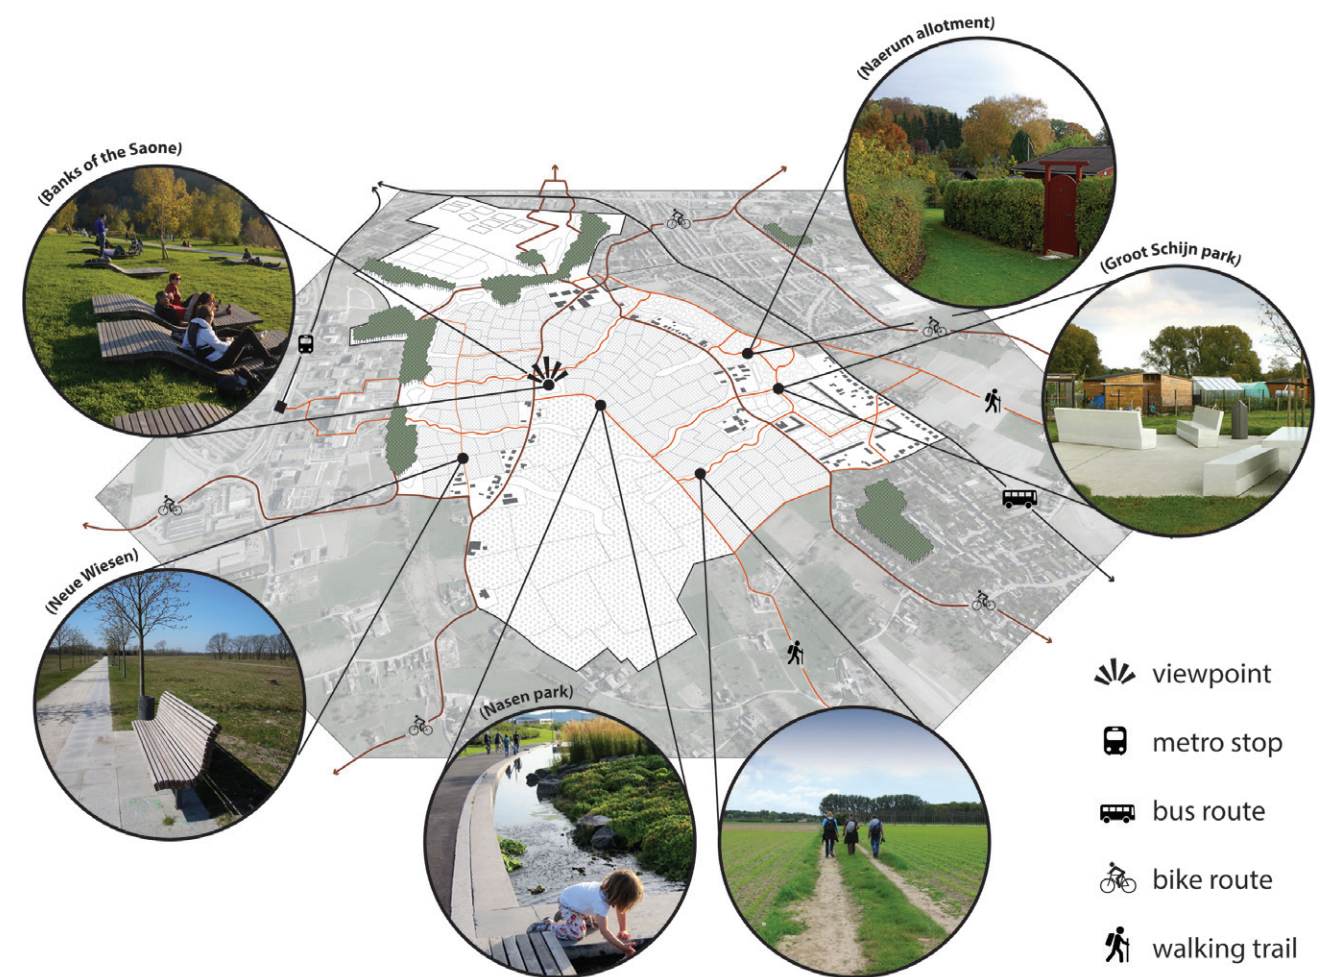 (Naerum allotment)
(Banks of the Saone)
(Groot Schijn park)
(Neue Wiesen)
(Nasen park)
viewpoint
metro stop
bus route
bike route
walking trail